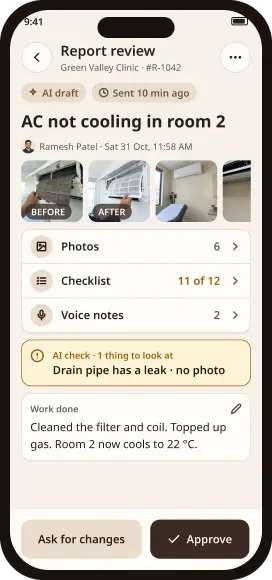 9:41
Report review
Green Valley Clinic · #R-1042
AI draft
Sent 10 min ago
AC not cooling in room 2
Ramesh Patel · Sat 31 Oct, 11:58 AM
BEFORE
AFTER
Photos 6
Checklist 11 of 12
Voice notes 2
AI check · 1 thing to look at
Drain pipe has a leak · no photo
Work done
Cleaned the filter and coil. Topped up
gas. Room 2 now cools to 22 °C.
Ask for changes
Approve